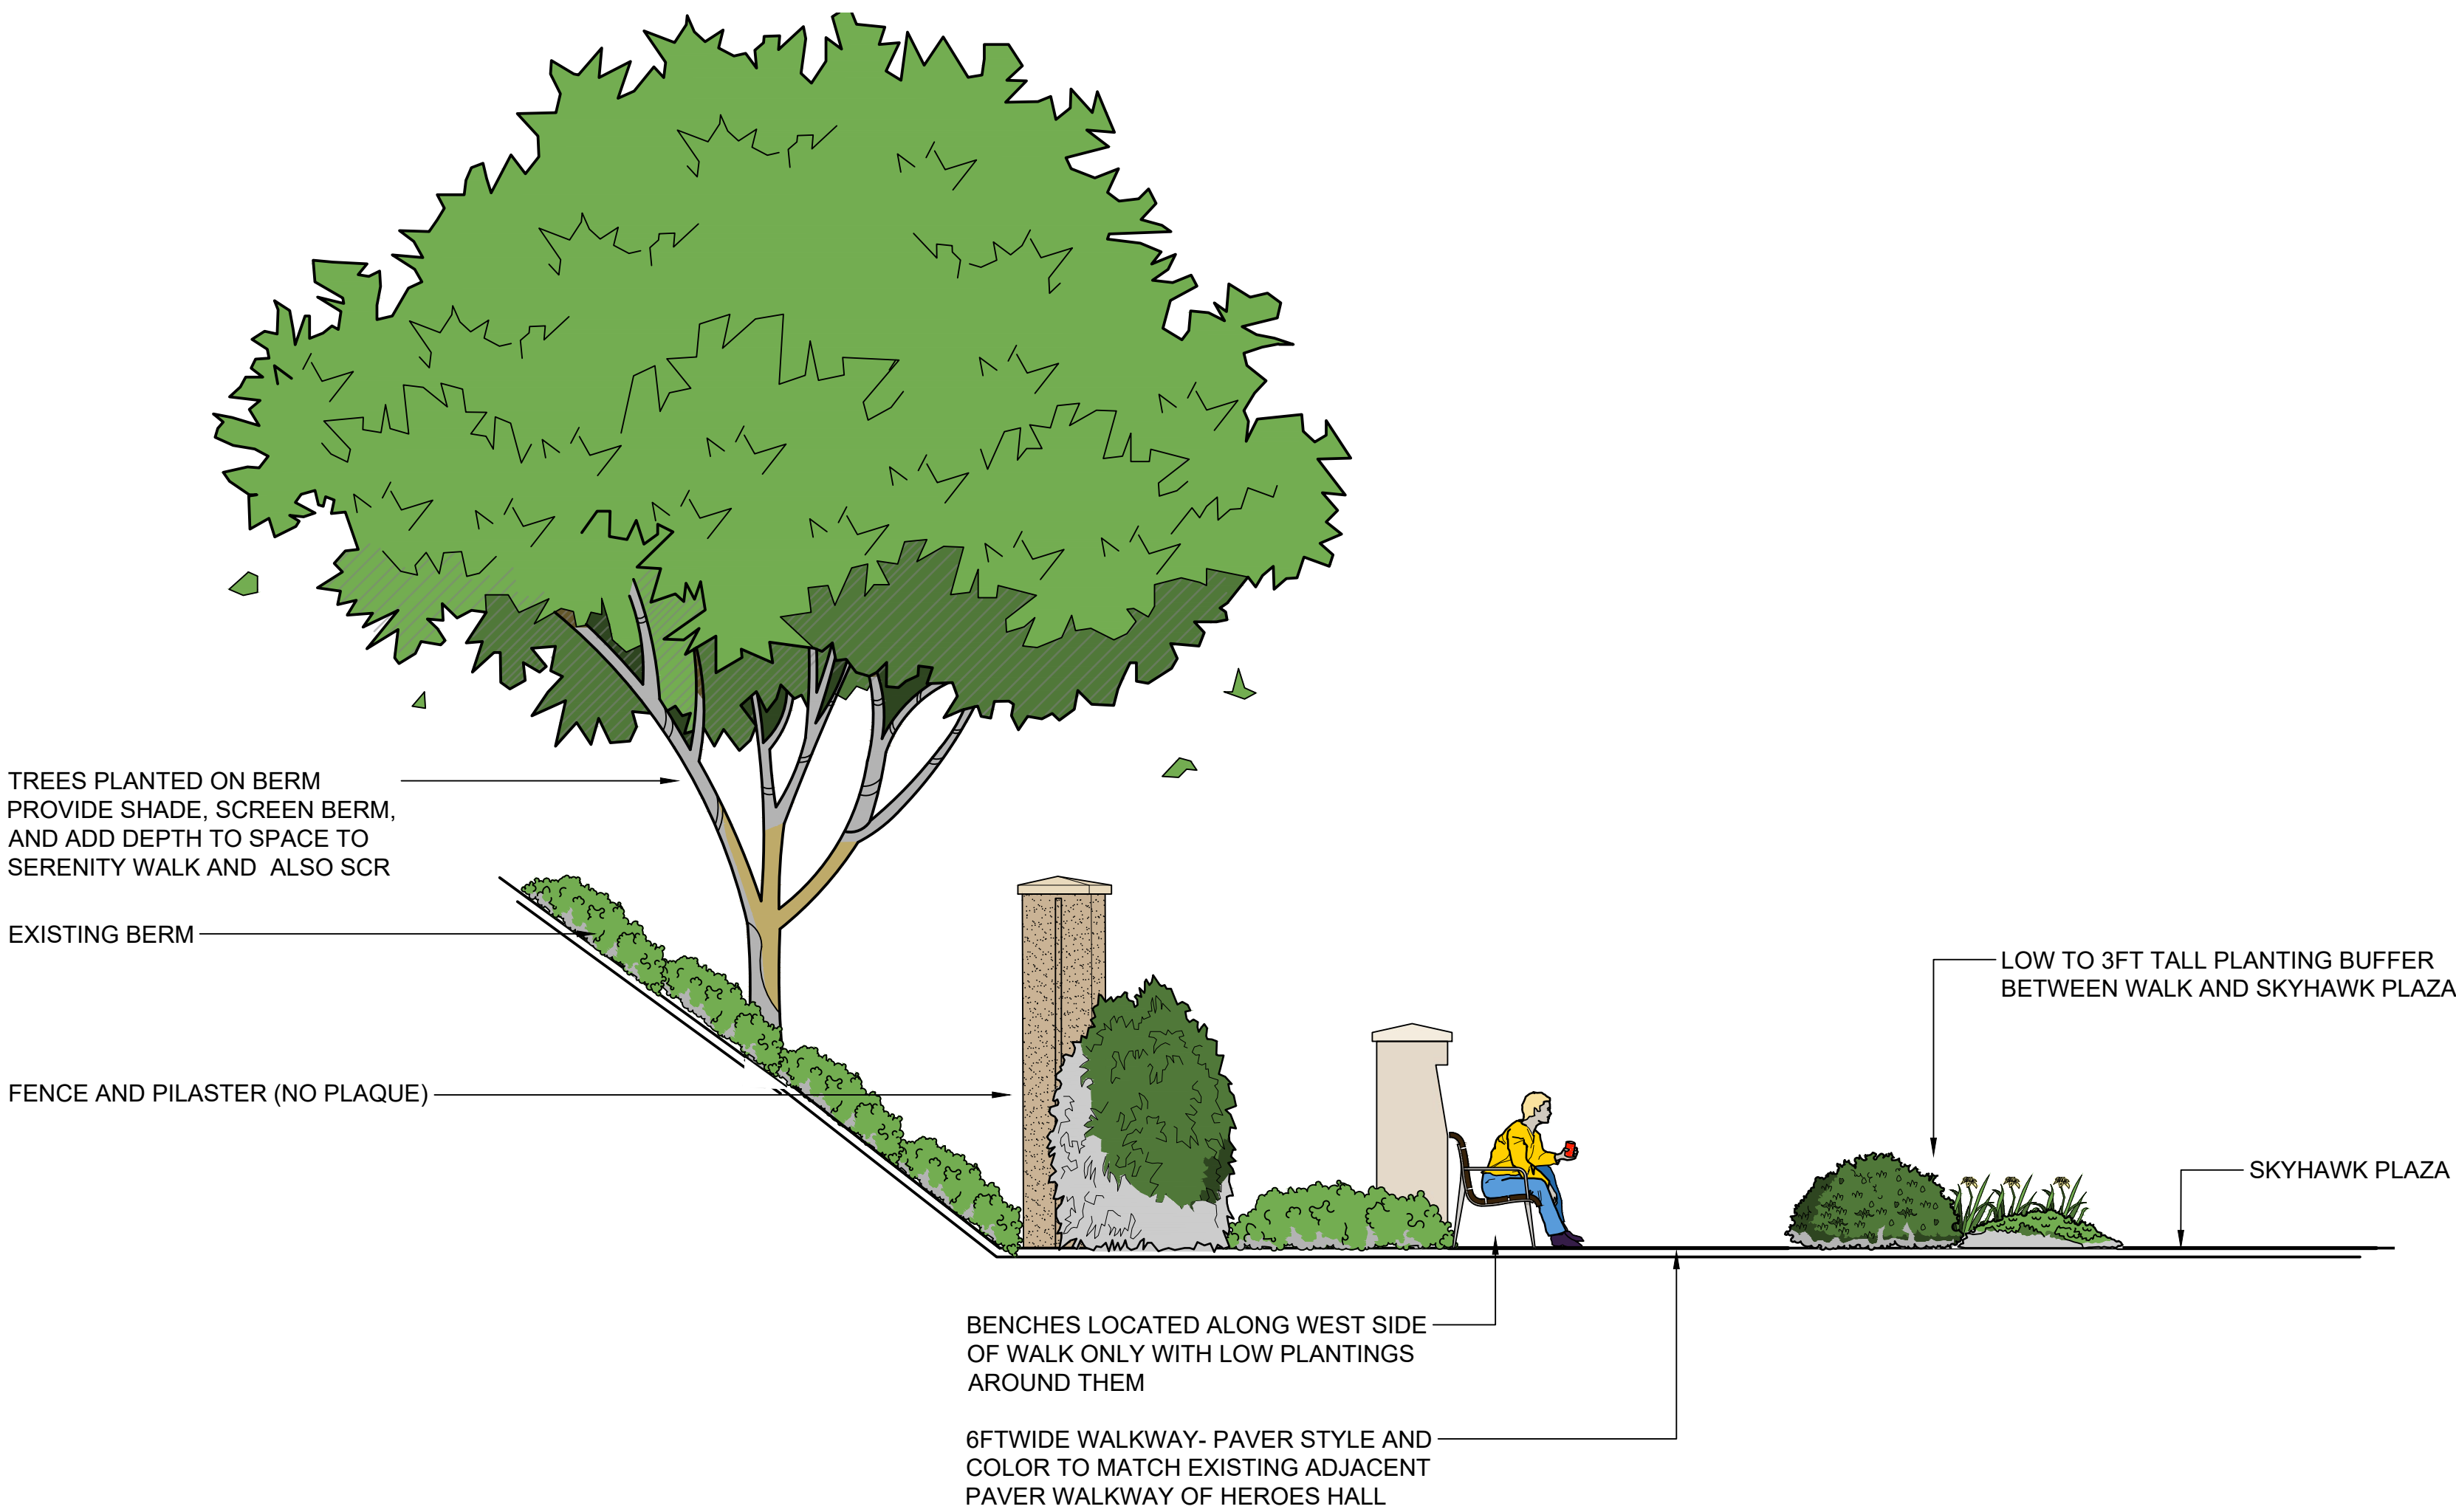 TREES PLANTED ON BERM
PROVIDE SHADE, SCREEN BERM,
AND ADD DEPTH TO SPACE TO
SERENITY WALK AND ALSO SCR
EXISTING BERM
FENCE AND PILASTER (NO PLAQUE)
LOW TO 3FT TALL PLANTING BUFFER
BETWEEN WALK AND SKYHAWK PLAZA
SKYHAWK PLAZA
BENCHES LOCATED ALONG WEST SIDE
OF WALK ONLY WITH LOW PLANTINGS
AROUND THEM
6FTWIDE WALKWAY- PAVER STYLE AND
COLOR TO MATCH EXISTING ADJACENT
PAVER WALKWAY OF HEROES HALL